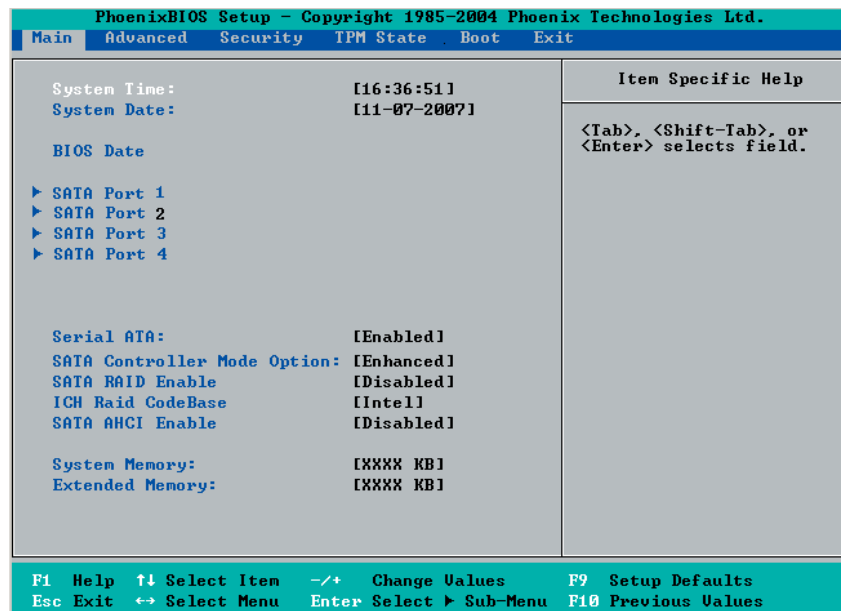 PhoenixBIOS Setup - Copyright 1985-2004 Phoenix Technologies Ltd.
Main Advanced Security TPM State Boot Exit
System Time: [16:36:51]
System Date: [11-07-2007]
BIOS Date
SATA Port 1
SATA Port 2
SATA Port 3
SATA Port 4
Serial ATA: [Enabled]
SATA Controller Mode Option: [Enhanced]
SATA RAID Enable [Disabled]
ICH Raid CodeBase [Intel]
SATA AHCI Enable [Disabled]
System Memory: [XXXX KB]
Extended Memory: [XXXX KB]
Item Specific Help
<Tab>, <Shift-Tab>, or
<Enter> selects field.
F1 Help ↑↓ Select Item -/+ Change Values F9 Setup Defaults
Esc Exit ↔ Select Menu Enter Select ▶ Sub-Menu F10 Previous Values